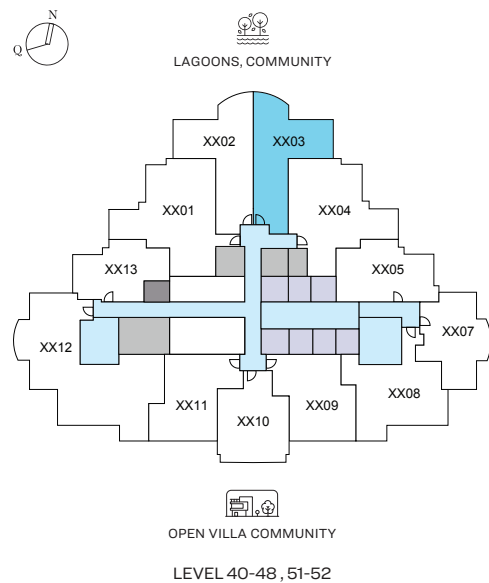 N
Q
LAGOONS, COMMUNITY
XX02
XX03
XX01
XX04
XX13
XX05
XX12
XX07
XX11
XX10
XX09
XX08
OPEN VILLA COMMUNITY
LEVEL 40-48 , 51-52